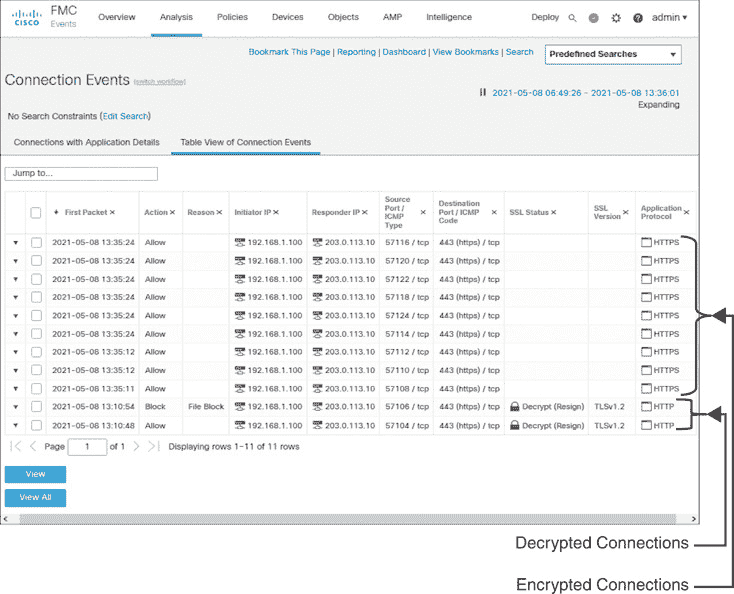 CISCO FMC Events Overview Analysis Policies Devices Objects AMP Intelligence Deploy admin
Bookmark This Page | Reporting | Dashboard | View Bookmarks | Search Predefined Searches
Connection Events (switch workflow)
2021-05-08 06:49:26 - 2021-05-08 13:36:01
Expanding
No Search Constraints (Edit Search)
Connections with Application Details Table View of Connection Events
Jump to...
First Packet Action Reason Initiator IP Responder IP Source Port / ICMP Type Destination Port / ICMP Code SSL Status SSL Version Application Protocol
2021-05-08 13:35:24 Allow 192.168.1.100 203.0.113.10 57116 / tcp 443 (https) / tcp HTTPS
2021-05-08 13:35:24 Allow 192.168.1.100 203.0.113.10 57120 / tcp 443 (https) / tcp HTTPS
2021-05-08 13:35:24 Allow 192.168.1.100 203.0.113.10 57122 / tcp 443 (https) / tcp HTTPS
2021-05-08 13:35:24 Allow 192.168.1.100 203.0.113.10 57118 / tcp 443 (https) / tcp HTTPS
2021-05-08 13:35:24 Allow 192.168.1.100 203.0.113.10 57124 / tcp 443 (https) / tcp HTTPS
2021-05-08 13:35:24 Allow 192.168.1.100 203.0.113.10 57114 / tcp 443 (https) / tcp HTTPS
2021-05-08 13:35:12 Allow 192.168.1.100 203.0.113.10 57112 / tcp 443 (https) / tcp HTTPS
2021-05-08 13:35:12 Allow 192.168.1.100 203.0.113.10 57110 / tcp 443 (https) / tcp HTTPS
2021-05-08 13:35:11 Allow 192.168.1.100 203.0.113.10 57108 / tcp 443 (https) / tcp HTTPS
2021-05-08 13:10:54 Block File Block 192.168.1.100 203.0.113.10 57106 / tcp 443 (https) / tcp Decrypt (Resign) TLSv1.2 HTTP
2021-05-08 13:10:48 Allow 192.168.1.100 203.0.113.10 57104 / tcp 443 (https) / tcp Decrypt (Resign) TLSv1.2 HTTP
Page 1 of 1 Displaying rows 1–11 of 11 rows
View
View All
Decrypted Connections
Encrypted Connections